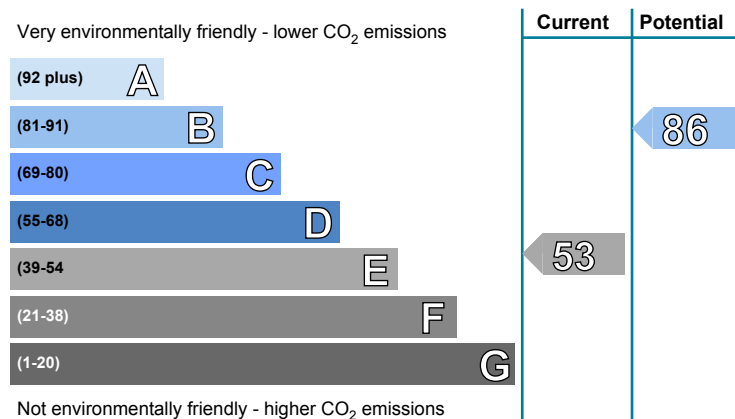 Very environmentally friendly - lower CO₂ emissions
Current
Potential
(92 plus) A
(81-91) B
86
(69-80) C
(55-68) D
(39-54 E
53
(21-38) F
(1-20) G
Not environmentally friendly - higher CO₂ emissions